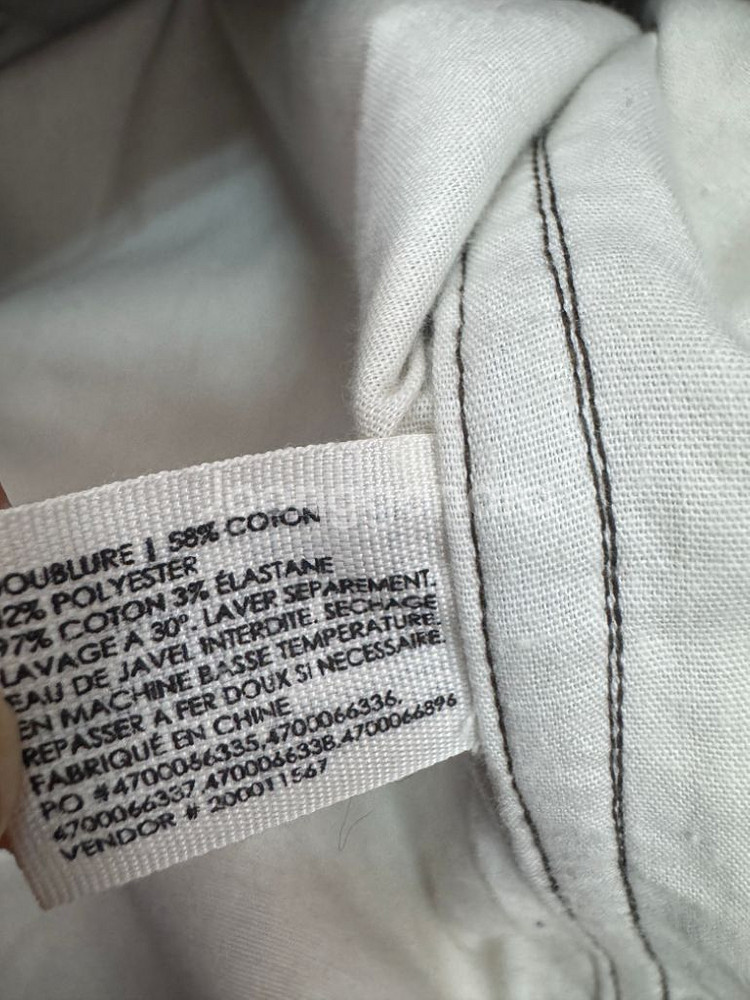 DOUBLURE | 58% COTON
42% POLYESTER
97% COTON 3% ÉLASTANE
LAVAGE A 30°. LAVER SEPAREMENT.
EAU DE JAVEL INTERDITE. SECHAGE
EN MACHINE BASSE TEMPERATURE.
REPASSER A FER DOUX SI NECESSAIRE.
FABRIQUÉ EN CHINE
PO #4700066335,4700066336,
4700066337,4700066338,4700066896
VENDOR # 200011567